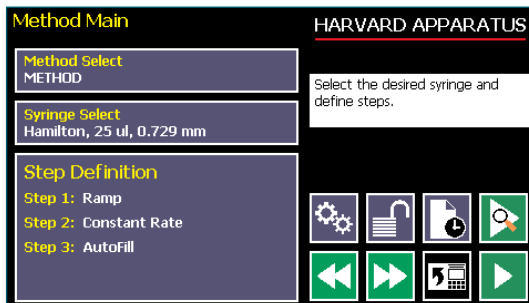 Method Main
HARVARD APPARATUS
Method Select
METHOD
Select the desired syringe and
define steps.
Syringe Select
Hamilton, 25 ul, 0.729 mm
Step Definition
Step 1: Ramp
Step 2: Constant Rate
Step 3: AutoFill